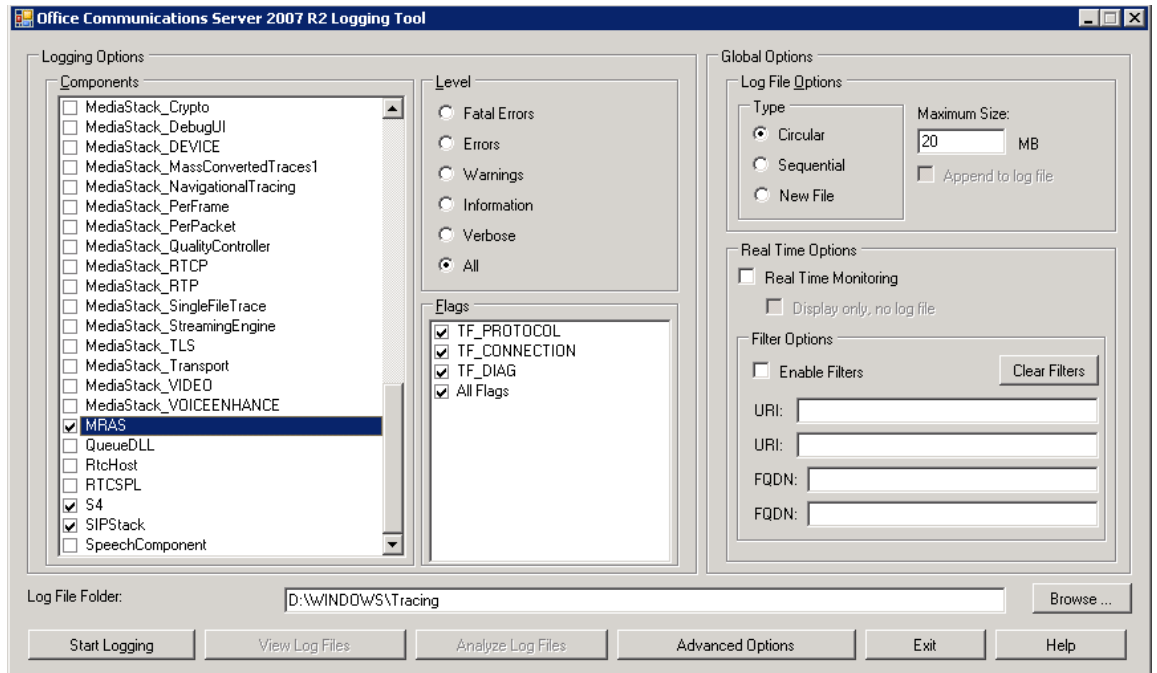 Office Communications Server 2007 R2 Logging Tool
Logging Options
Components
MediaStack_Crypto
MediaStack_DebugUI
MediaStack_DEVICE
MediaStack_MassConvertedTraces1
MediaStack_NavigationalTracing
MediaStack_PerFrame
MediaStack_PerPacket
MediaStack_QualityController
MediaStack_RTCP
MediaStack_RTP
MediaStack_SingleFileTrace
MediaStack_StreamingEngine
MediaStack_TLS
MediaStack_Transport
MediaStack_VIDEO
MediaStack_VOICEENHANCE
MRAS
QueueDLL
RtcHost
RTCSPL
S4
SIPStack
SpeechComponent
Level
Fatal Errors
Errors
Warnings
Information
Verbose
All
Flags
TF_PROTOCOL
TF_CONNECTION
TF_DIAG
All Flags
Global Options
Log File Options
Type
Circular
Sequential
New File
Maximum Size:
20 MB
Append to log file
Real Time Options
Real Time Monitoring
Display only, no log file
Filter Options
Enable Filters
Clear Filters
URI:
URI:
FQDN:
FQDN:
Log File Folder:
D:\WINDOWS\Tracing
Browse ...
Start Logging
View Log Files
Analyze Log Files
Advanced Options
Exit
Help